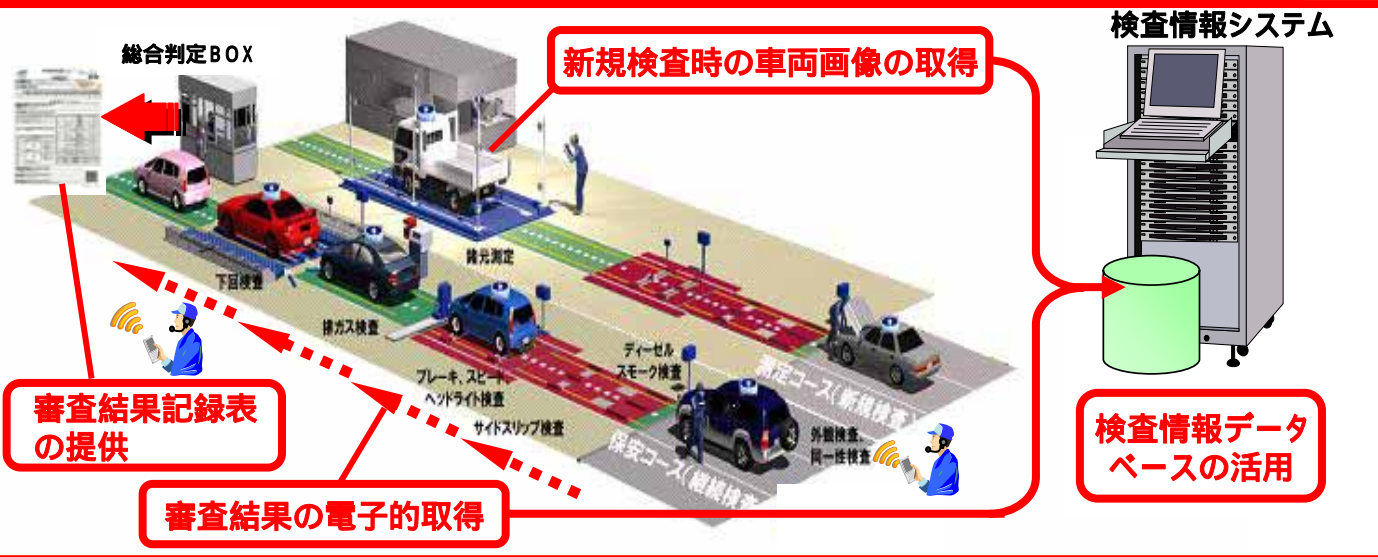 検査情報システム
総合判定BOX
新規検査時の車両画像の取得
諸元測定
下回検査
排ガス検査
ディーゼル
スモーク検査
ブレーキ、スピード、
ヘッドライト検査
サイドスリップ検査
測定コース(新規検査)
外観検査、
同一性検査
保安コース(継続検査
審査結果記録表
の提供
検査情報データ
ベースの活用
審査結果の電子的取得